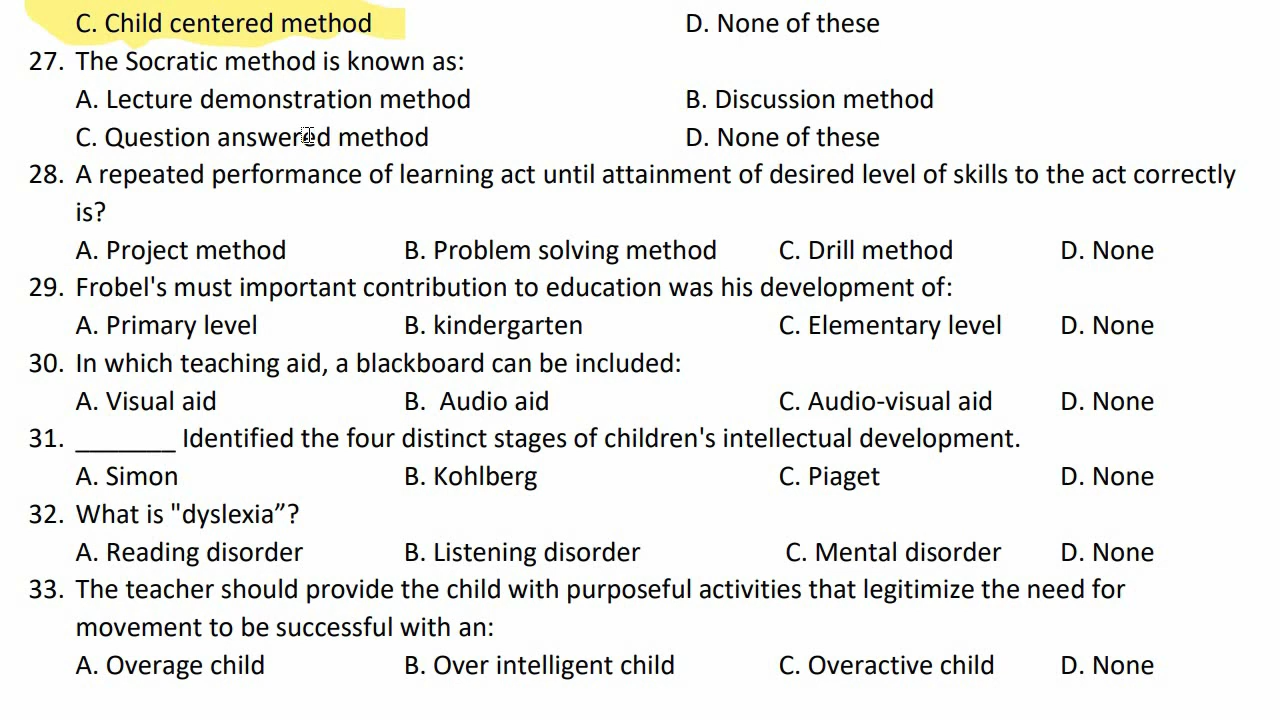 C. Child centered method D. None of these
27. The Socratic method is known as:
A. Lecture demonstration method B. Discussion method
C. Question answered method D. None of these
28. A repeated performance of learning act until attainment of desired level of skills to the act correctly
is?
A. Project method B. Problem solving method C. Drill method D. None
29. Frobel's must important contribution to education was his development of:
A. Primary level B. kindergarten C. Elementary level D. None
30. In which teaching aid, a blackboard can be included:
A. Visual aid B. Audio aid C. Audio-visual aid D. None
31. _______ Identified the four distinct stages of children's intellectual development.
A. Simon B. Kohlberg C. Piaget D. None
32. What is "dyslexia”?
A. Reading disorder B. Listening disorder C. Mental disorder D. None
33. The teacher should provide the child with purposeful activities that legitimize the need for
movement to be successful with an:
A. Overage child B. Over intelligent child C. Overactive child D. None